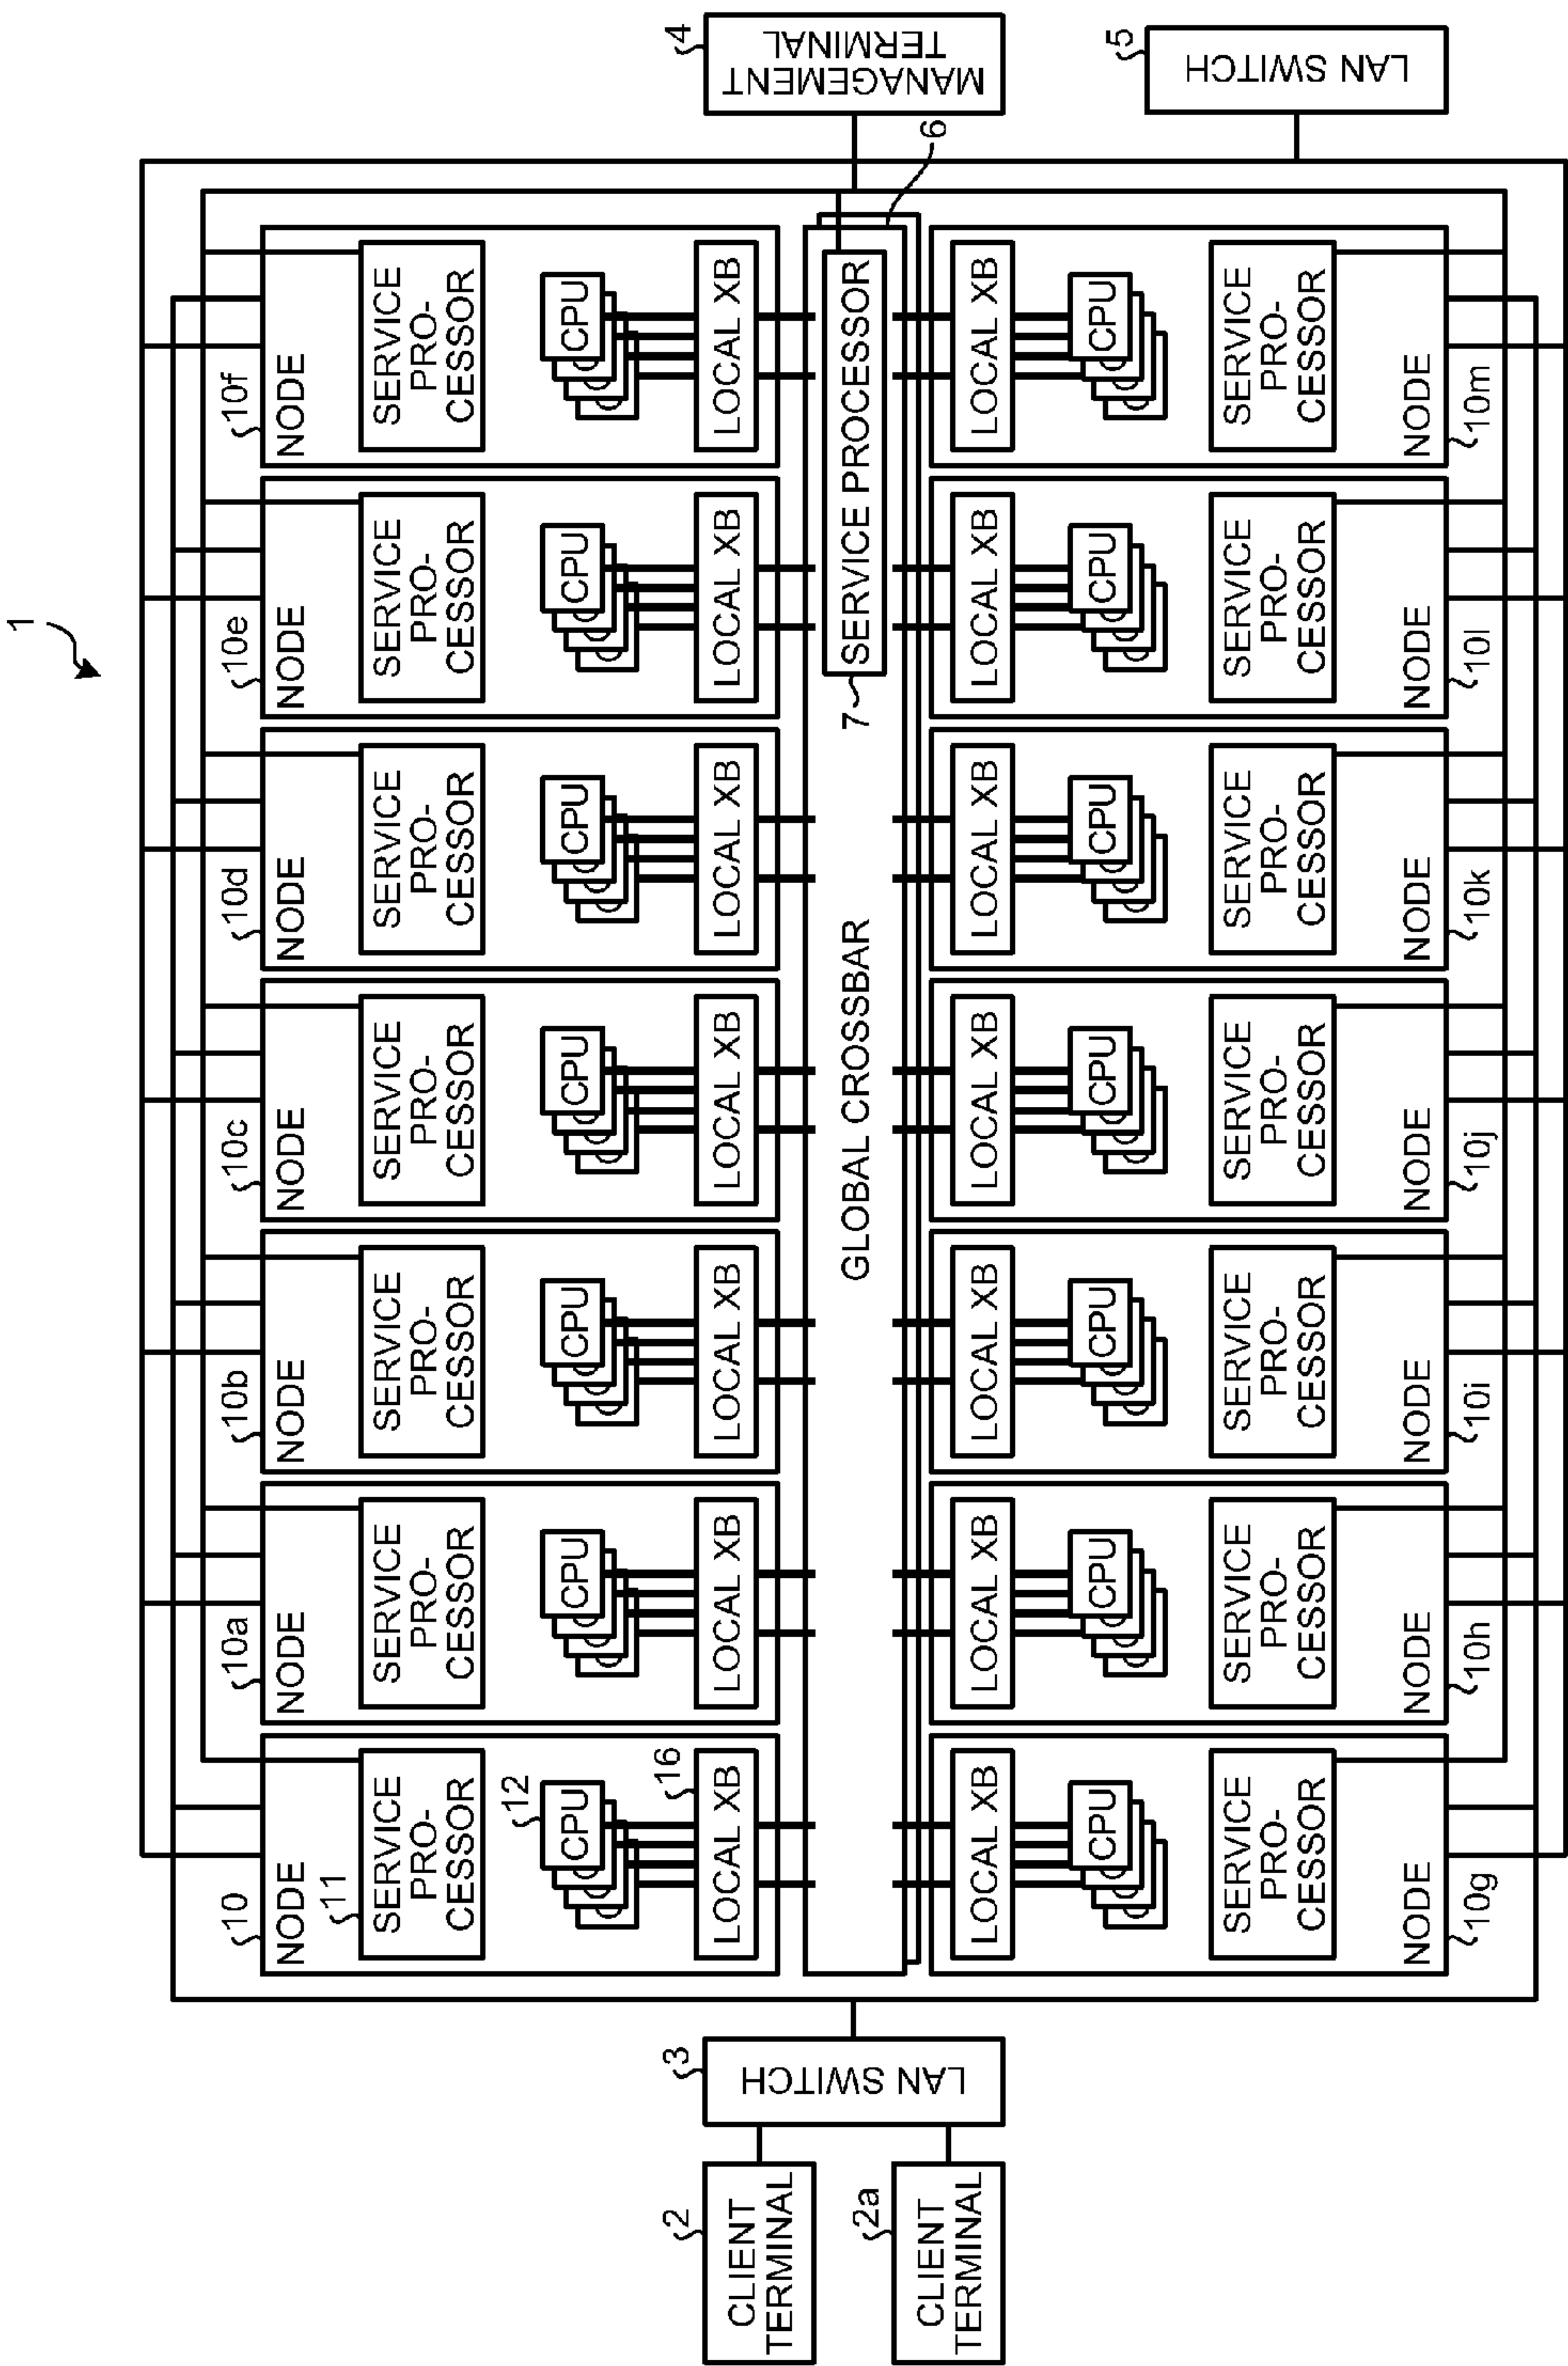 1
2
CLIENT
TERMINAL
2a
CLIENT
TERMINAL
3
LAN SWITCH
4
MANAGEMENT
TERMINAL
5
LAN SWITCH
10
NODE
11
SERVICE
PRO-
CESSOR
12
CPU
16
LOCAL XB
10a
NODE
SERVICE
PRO-
CESSOR
CPU
LOCAL XB
10b
NODE
SERVICE
PRO-
CESSOR
CPU
LOCAL XB
10c
NODE
SERVICE
PRO-
CESSOR
CPU
LOCAL XB
10d
NODE
SERVICE
PRO-
CESSOR
CPU
LOCAL XB
10e
NODE
SERVICE
PRO-
CESSOR
CPU
LOCAL XB
10f
NODE
SERVICE
PRO-
CESSOR
CPU
LOCAL XB
GLOBAL CROSSBAR
7
SERVICE PROCESSOR
6
LOCAL XB
CPU
SERVICE
PRO-
CESSOR
NODE
10g
LOCAL XB
CPU
SERVICE
PRO-
CESSOR
NODE
10h
LOCAL XB
CPU
SERVICE
PRO-
CESSOR
NODE
10i
LOCAL XB
CPU
SERVICE
PRO-
CESSOR
NODE
10j
LOCAL XB
CPU
SERVICE
PRO-
CESSOR
NODE
10k
LOCAL XB
CPU
SERVICE
PRO-
CESSOR
NODE
10l
LOCAL XB
CPU
SERVICE
PRO-
CESSOR
NODE
10m